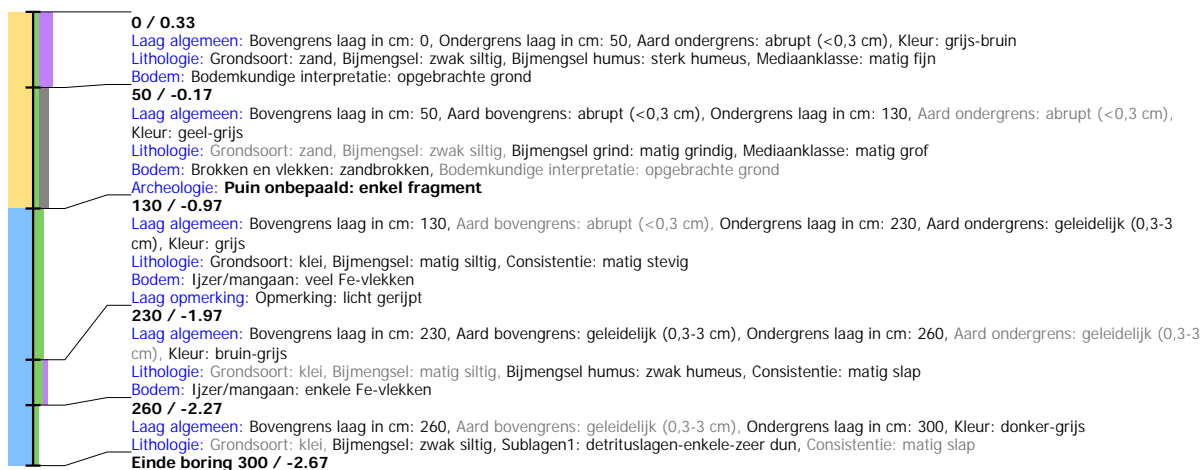 0 / 0.33
Laag algemeen: Bovengrens laag in cm: 0, Ondergrens laag in cm: 50, Aard ondergrens: abrupt (<0,3 cm), Kleur: grijs-bruin
Lithologie: Grondsoort: zand, Bijmengsel: zwak siltig, Bijmengsel humus: sterk humeus, Mediaanklasse: matig fijn
Bodem: Bodemkundige interpretatie: opgebrachte grond
50 / -0.17
Laag algemeen: Bovengrens laag in cm: 50, Aard bovengrens: abrupt (<0,3 cm), Ondergrens laag in cm: 130, Aard ondergrens: abrupt (<0,3 cm),
Kleur: geel-grijs
Lithologie: Grondsoort: zand, Bijmengsel: zwak siltig, Bijmengsel grind: matig grindig, Mediaanklasse: matig grof
Bodem: Brokken en vlekken: zandbrokken, Bodemkundige interpretatie: opgebrachte grond
Archeologie: Puin onbepaald: enkel fragment
130 / -0.97
Laag algemeen: Bovengrens laag in cm: 130, Aard bovengrens: abrupt (<0,3 cm), Ondergrens laag in cm: 230, Aard ondergrens: geleidelijk (0,3-3
cm), Kleur: grijs
Lithologie: Grondsoort: klei, Bijmengsel: matig siltig, Consistentie: matig stevig
Bodem: Ijzer/mangaan: veel Fe-vlekken
Laag opmerking: Opmerking: licht gerijpt
230 / -1.97
Laag algemeen: Bovengrens laag in cm: 230, Aard bovengrens: geleidelijk (0,3-3 cm), Ondergrens laag in cm: 260, Aard ondergrens: geleidelijk (0,3-3
cm), Kleur: bruin-grijs
Lithologie: Grondsoort: klei, Bijmengsel: matig siltig, Bijmengsel humus: zwak humeus, Consistentie: matig slap
Bodem: Ijzer/mangaan: enkele Fe-vlekken
260 / -2.27
Laag algemeen: Bovengrens laag in cm: 260, Aard bovengrens: geleidelijk (0,3-3 cm), Ondergrens laag in cm: 300, Kleur: donker-grijs
Lithologie: Grondsoort: klei, Bijmengsel: zwak siltig, Sublagen1: detrituslagen-enkele-zeer dun, Consistentie: matig slap
Einde boring 300 / -2.67